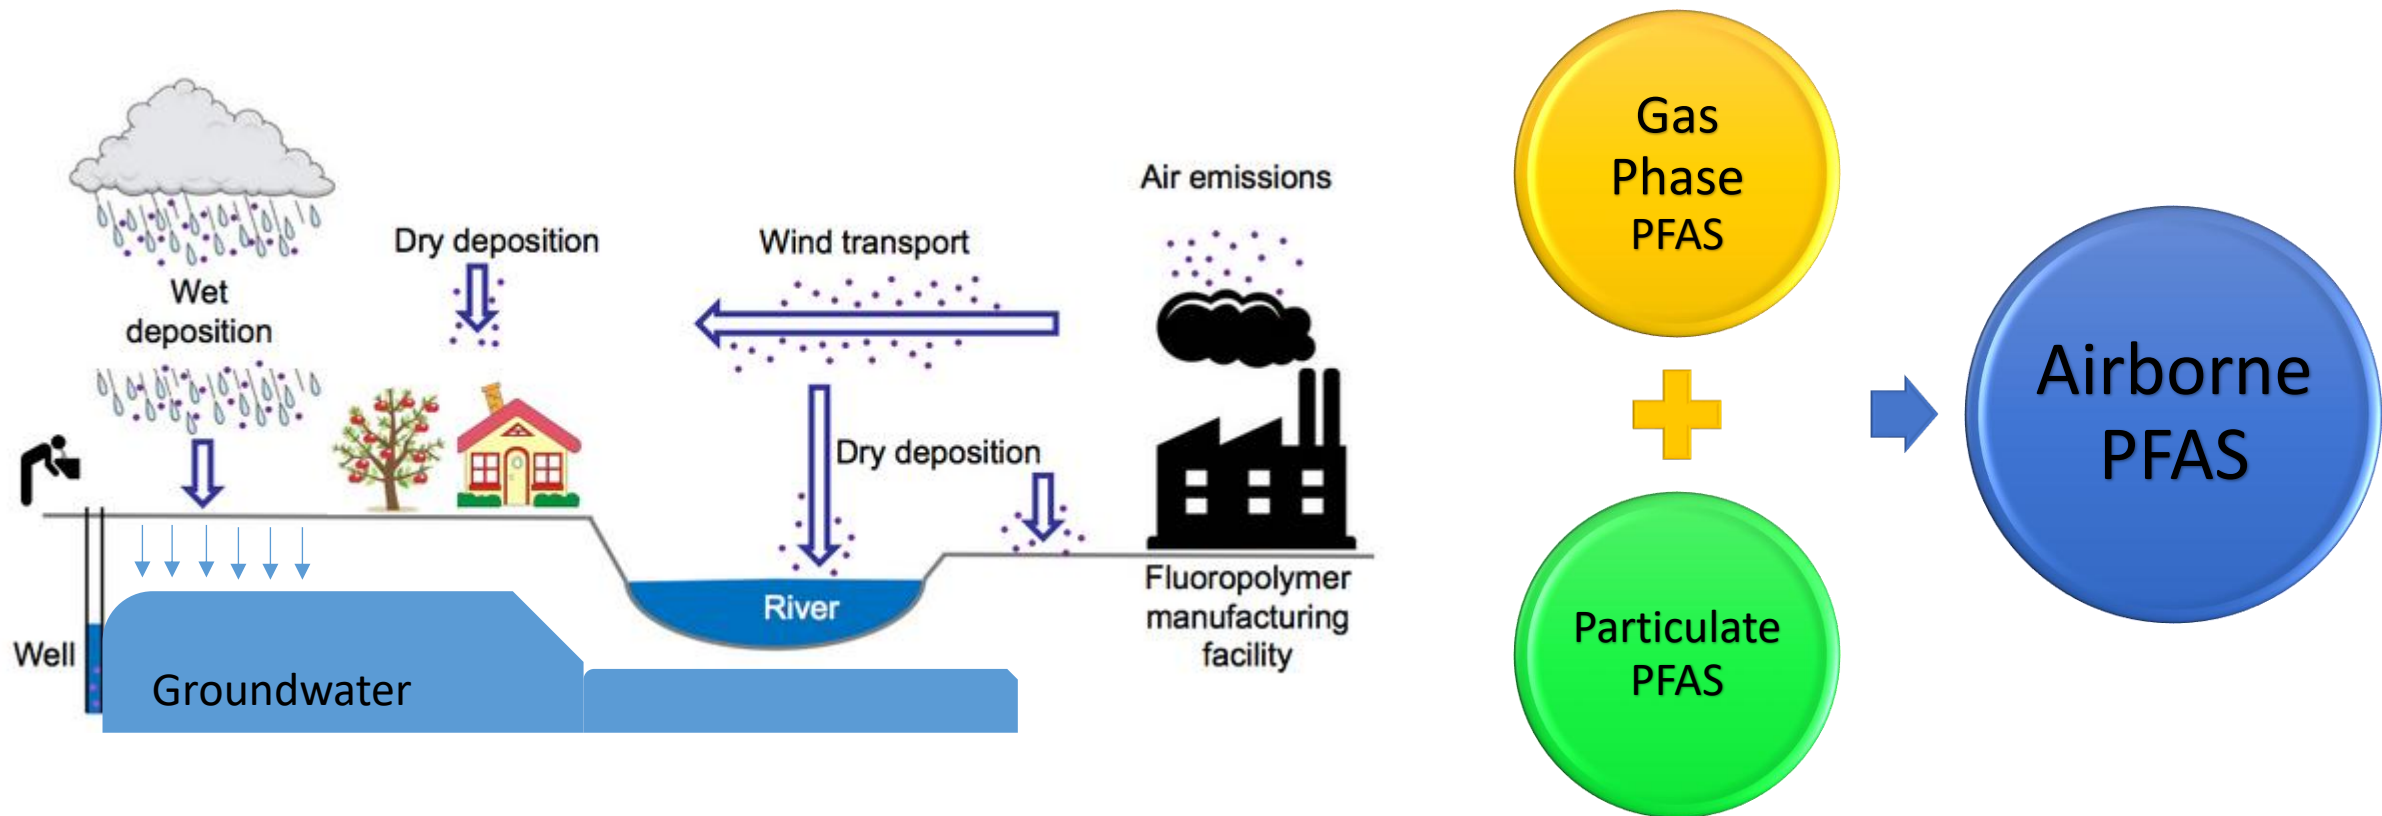 Air emissions
Dry deposition
Wind transport
Wet
deposition
Dry deposition
River
Fluoropolymer
manufacturing
facility
Well
Groundwater
Gas
Phase
PFAS
Particulate
PFAS
Airborne
PFAS